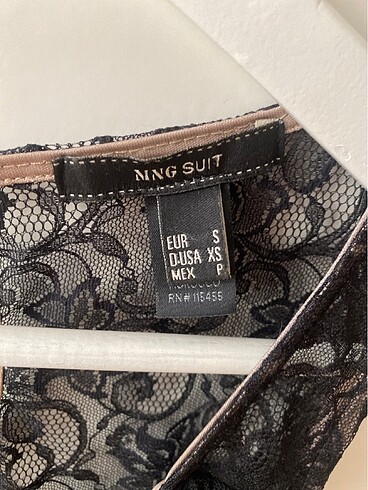 MNG SUIT
EUR S
D-USA XS
MEX P
RN# 115455